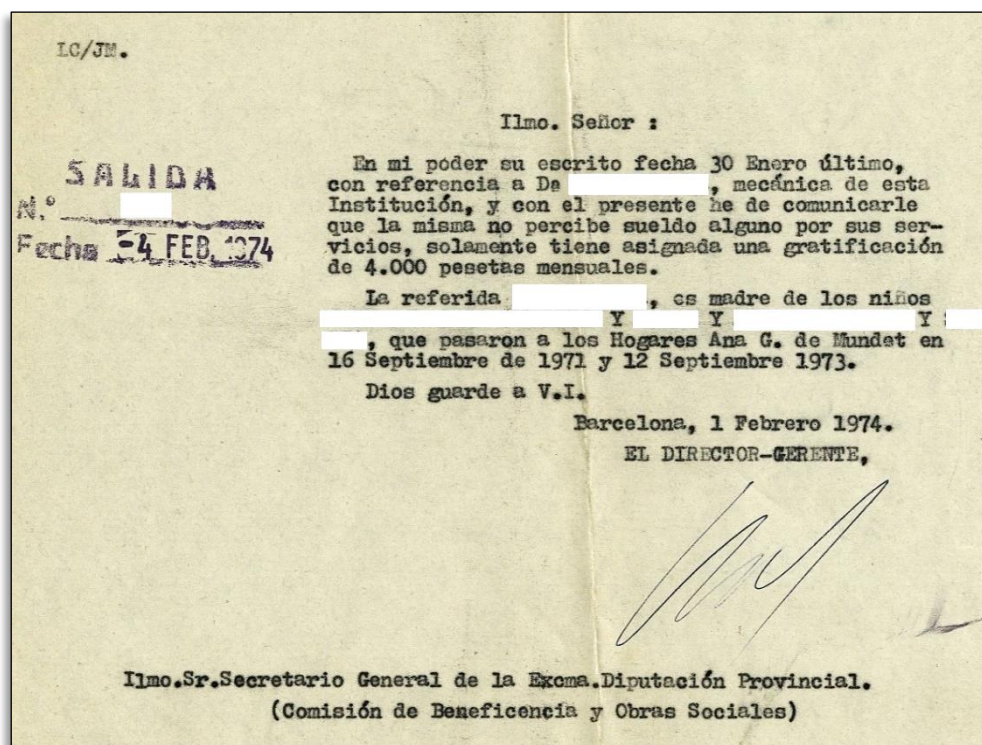 LC/JM.
Ilmo. Señor :
SALIDA
N.º
Fecha -4 FEB. 1974
En mi poder su escrito fecha 30 Enero último,
con referencia a Da , mecánica de esta
Institución, y con el presente he de comunicarle
que la misma no percibe sueldo alguno por sus ser-
vicios, solamente tiene asignada una gratificación
de 4.000 pesetas mensuales.
La referida , es madre de los niños
Y Y Y
, que pasaron a los Hogares Ana G. de Mundet en
16 Septiembre de 1971 y 12 Septiembre 1973.
Dios guarde a V.I.
Barcelona, 1 Febrero 1974.
EL DIRECTOR-GERENTE,
Ilmo.Sr.Secretario General de la Excma.Diputación Provincial.
(Comisión de Beneficencia y Obras Sociales)